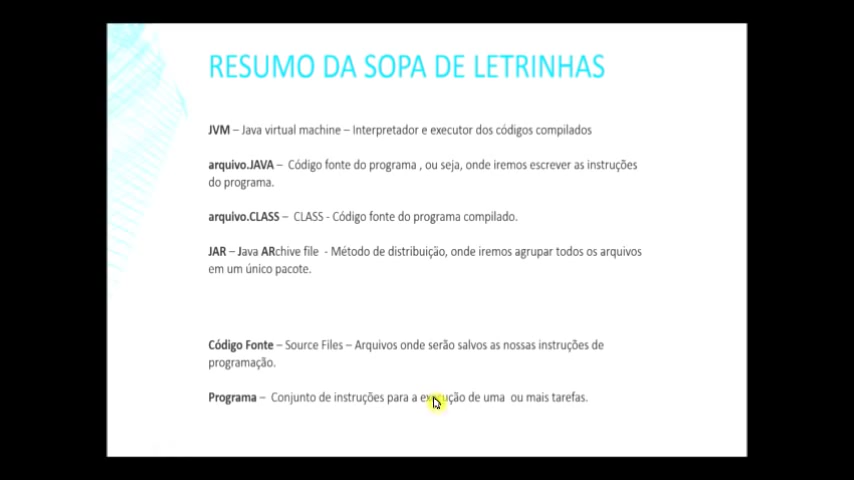 RESUMO DA SOPA DE LETRINHAS
JVM – Java virtual machine – Interpretador e executor dos códigos compilados
arquivo.JAVA – Código fonte do programa , ou seja, onde iremos escrever as instruções
do programa.
arquivo.CLASS – CLASS - Código fonte do programa compilado.
JAR – Java ARchive file - Método de distribuição, onde iremos agrupar todos os arquivos
em um único pacote.
Código Fonte – Source Files – Arquivos onde serão salvos as nossas instruções de
programação.
Programa – Conjunto de instruções para a execução de uma ou mais tarefas.